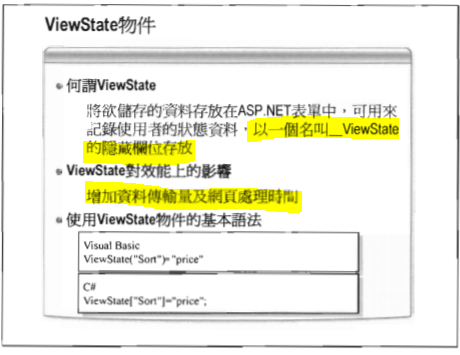 ViewState物件
何謂ViewState
將欲儲存的資料存放在ASP.NET表單中，可用來
記錄使用者的狀態資料，以一個名叫__ViewState
的隱藏欄位存放
ViewState對效能上的影響
增加資料傳輸量及網頁處理時間
使用ViewState物件的基本語法
Visual Basic
ViewState("Sort")="price"
C#
ViewState["Sort"]="price";